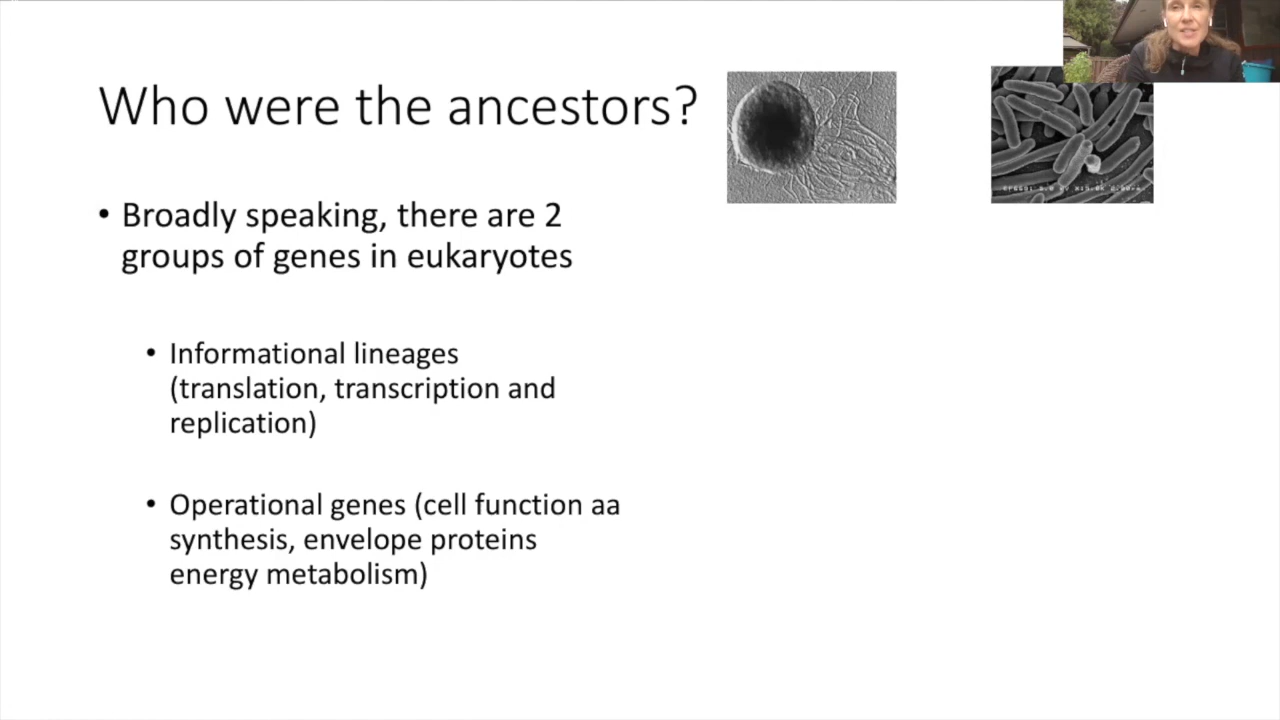 Who were the ancestors?
• Broadly speaking, there are 2
groups of genes in eukaryotes
• Informational lineages
(translation, transcription and
replication)
• Operational genes (cell function aa
synthesis, envelope proteins
energy metabolism)